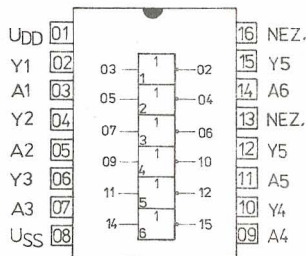 UDD 01 16 NEZ.
Y1 02 03 1 02 15 Y5
1
A1 03 05 1 04 14 A6
2
Y2 04 07 1 06 13 NEZ.
3
A2 05 09 1 10 12 Y5
4
Y3 06 11 1 12 11 A5
5
A3 07 14 1 15 10 Y4
6
USS 08 09 A4